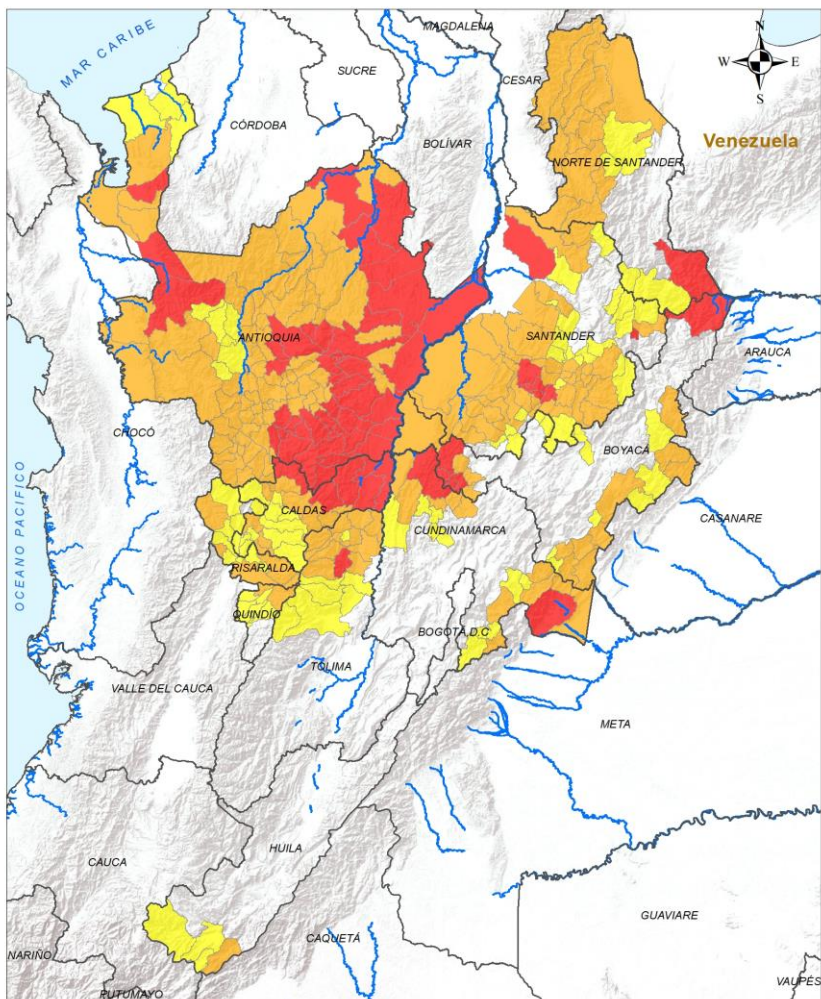 MAGDALENA
N
MAR CARIBE
W
E
SUCRE
CESAR
S
CÓRDOBA
BOLÍVAR
Venezuela
NORTE DE SANTANDER
ANTIOQUIA
SANTANDER
ARAUCA
CHOCÓ
BOYACÁ
OCEANO PACIFICO
CALDAS
CASANARE
CUNDINAMARCA
RISARALDA
QUINDÍO
BOGOTÁ, D.C
TOLIMA
VALLE DEL CAUCA
META
HUILA
CAUCA
GUAVIARE
CAQUETÁ
NARIÑO
PUTUMAYO
VAUPÉS